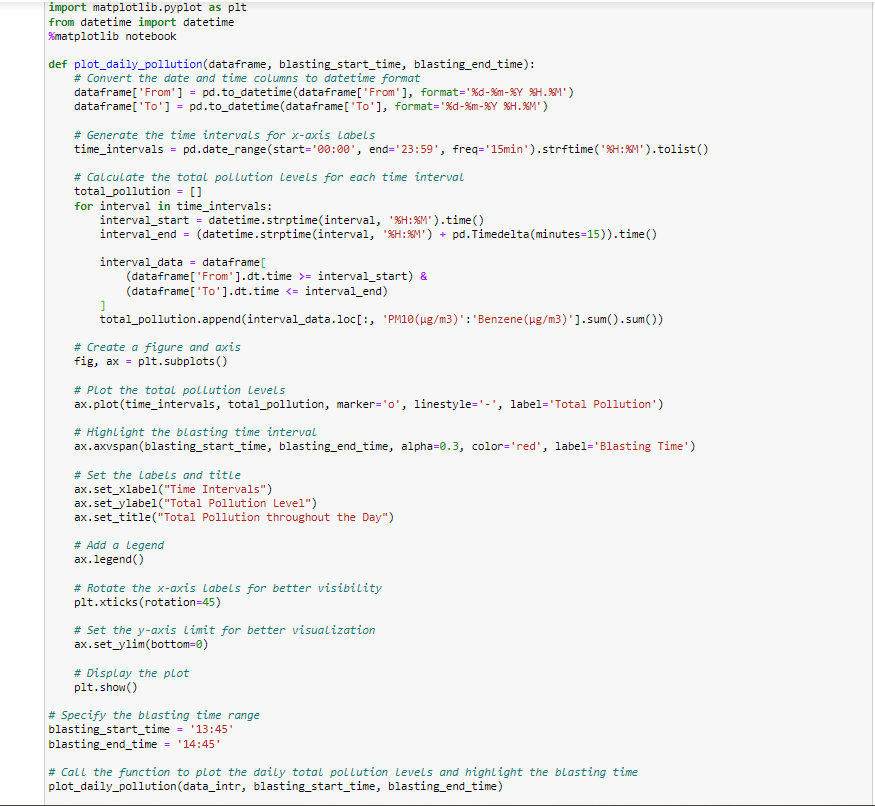 import matplotlib.pyplot as plt
from datetime import datetime
%matplotlib notebook
def plot_daily_pollution(dataframe, blasting_start_time, blasting_end_time):
# Convert the date and time columns to datetime format
dataframe['From'] = pd.to_datetime(dataframe['From'], format='%d-%m-%Y %H.%M')
dataframe['To'] = pd.to_datetime(dataframe['To'], format='%d-%m-%Y %H.%M')
# Generate the time intervals for x-axis labels
time_intervals = pd.date_range(start='00:00', end='23:59', freq='15min').strftime('%H:%M').tolist()
# Calculate the total pollution levels for each time interval
total_pollution = []
for interval in time_intervals:
interval_start = datetime.strptime(interval, '%H:%M').time()
interval_end = (datetime.strptime(interval, '%H:%M') + pd.Timedelta(minutes=15)).time()
interval_data = dataframe[
(dataframe['From'].dt.time >= interval_start) &
(dataframe['To'].dt.time <= interval_end)
]
total_pollution.append(interval_data.loc[:, 'PM10(µg/m3)':'Benzene(µg/m3)'].sum().sum())
# Create a figure and axis
fig, ax = plt.subplots()
# Plot the total pollution levels
ax.plot(time_intervals, total_pollution, marker='o', linestyle='-', label='Total Pollution')
# Highlight the blasting time interval
ax.axvspan(blasting_start_time, blasting_end_time, alpha=0.3, color='red', label='Blasting Time')
# Set the labels and title
ax.set_xlabel("Time Intervals")
ax.set_ylabel("Total Pollution Level")
ax.set_title("Total Pollution throughout the Day")
# Add a legend
ax.legend()
# Rotate the x-axis labels for better visibility
plt.xticks(rotation=45)
# Set the y-axis limit for better visualization
ax.set_ylim(bottom=0)
# Display the plot
plt.show()
# Specify the blasting time range
blasting_start_time = '13:45'
blasting_end_time = '14:45'
# Call the function to plot the daily total pollution levels and highlight the blasting time
plot_daily_pollution(data_intr, blasting_start_time, blasting_end_time)